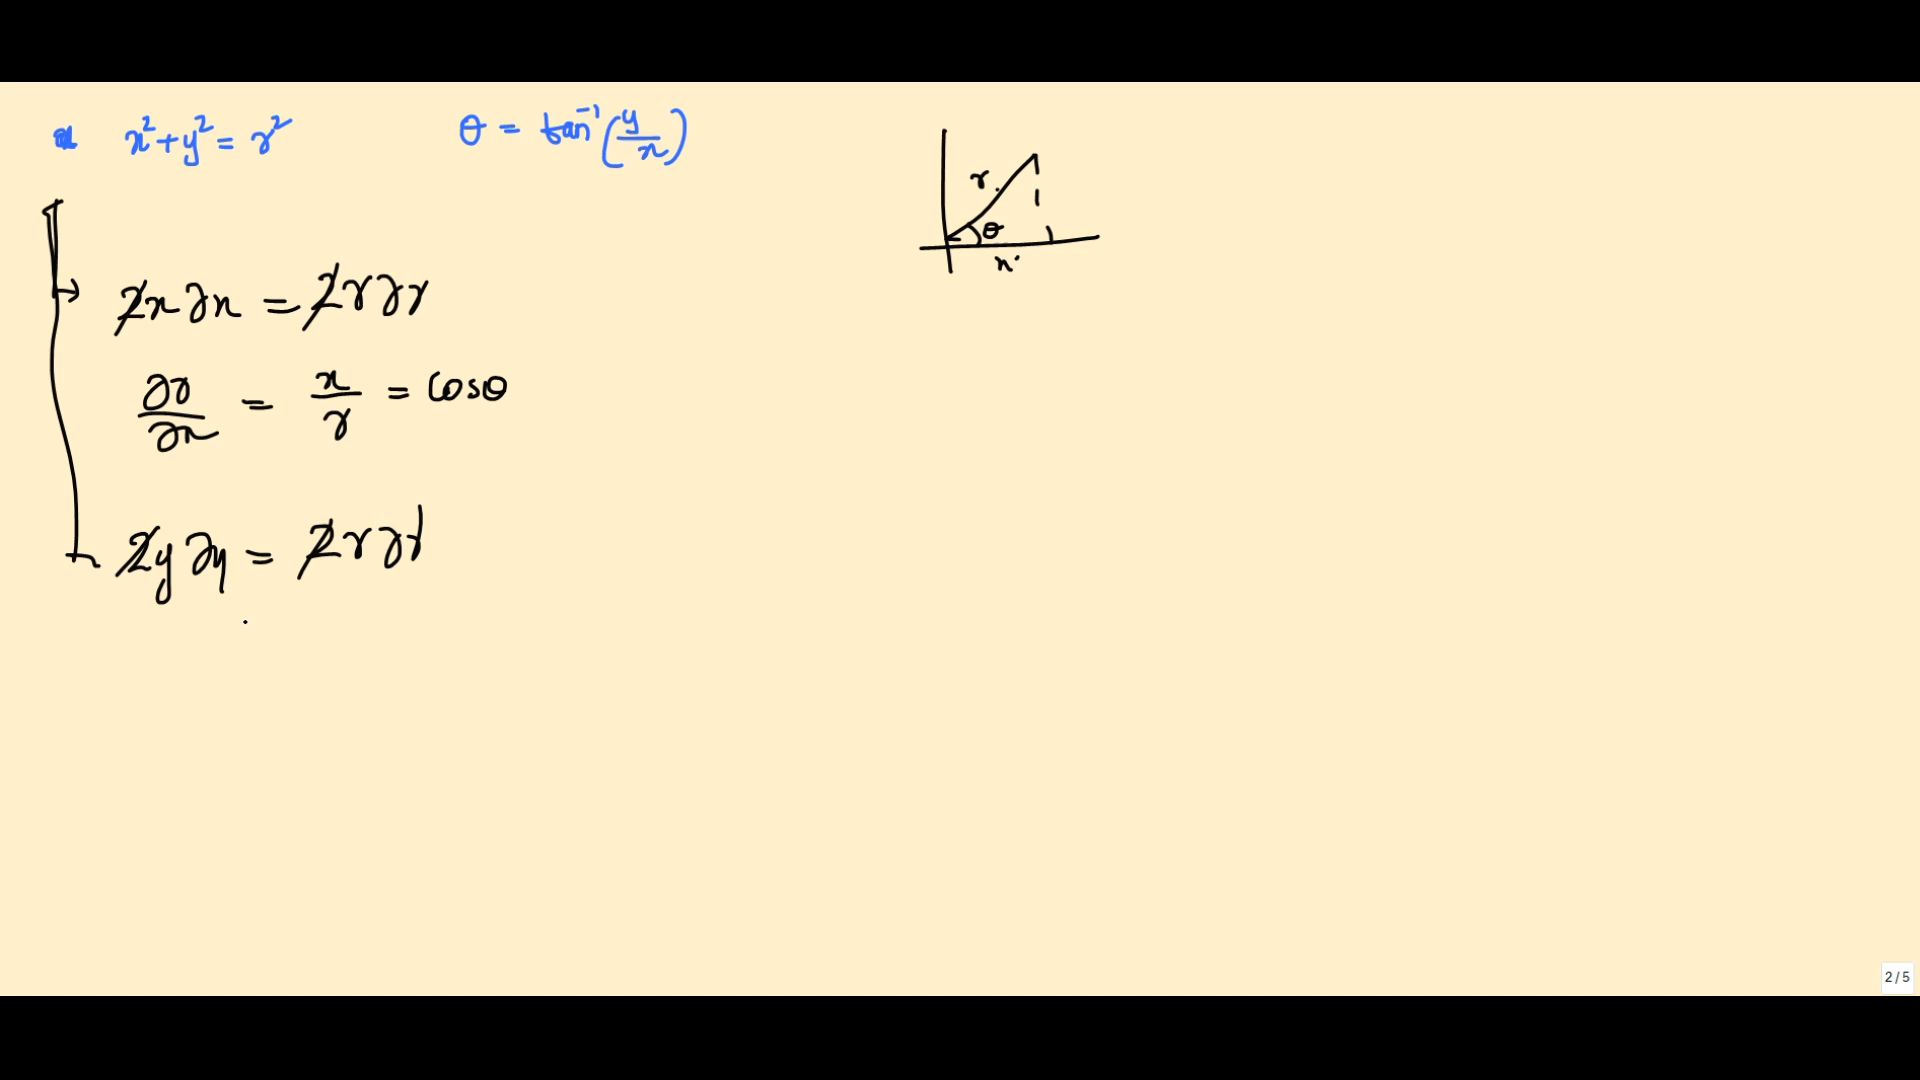 x² + y² = r²
θ = tan⁻¹(y/x)
r
θ
x
2x ∂x = 2r ∂r
∂r/∂x = x/r = cosθ
2y ∂y = 2r ∂r
2 / 5